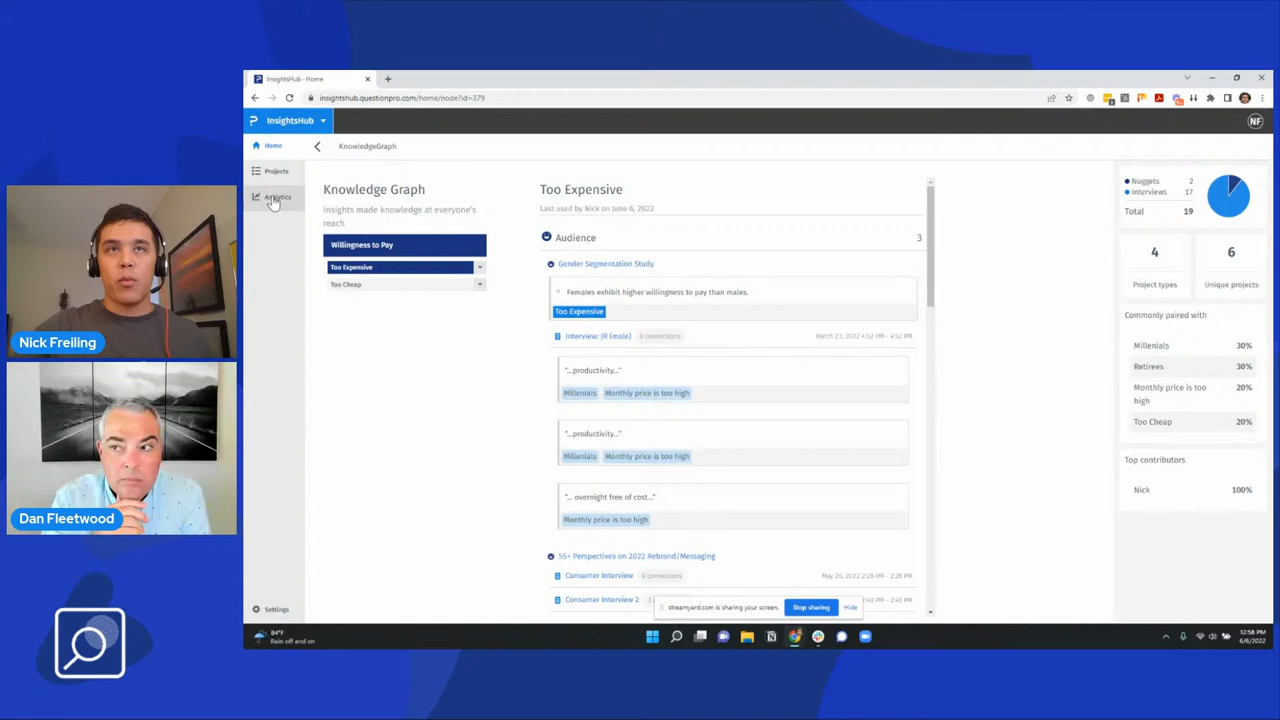 InsightsHub - Home
insightshub.questionpro.com/home/node?id=379
InsightsHub
NF
Home
KnowledgeGraph
Projects
Analytics
Settings
Knowledge Graph
Insights made knowledge at everyone's
reach
Willingness to Pay
Too Expensive
Too Cheap
Too Expensive
Last used by Nick on June 6, 2022
Audience 3
Gender Segmentation Study
Females exhibit higher willingness to pay than males.
Too Expensive
Interview: JR (male) 0 connections March 23, 2022 4:52 PM - 4:52 PM
"...productivity..."
Millenials Monthly price is too high
"...productivity..."
Millenials Monthly price is too high
"... overnight free of cost..."
Monthly price is too high
55+ Perspectives on 2022 Rebrand/Messaging
Consumer Interview 0 connections May 26, 2022 2:28 PM - 2:28 PM
Consumer Interview 2
streamyard.com is sharing your screen. Stop sharing Hide
Nuggets 2
Interviews 17
Total 19
4 6
Project types Unique projects
Commonly paired with
Millenials 30%
Retirees 30%
Monthly price is too 20%
high
Too Cheap 20%
Top contributors
Nick 100%
Nick Freiling
Dan Fleetwood
84°F
Rain off and on
12:58 PM
6/6/2022